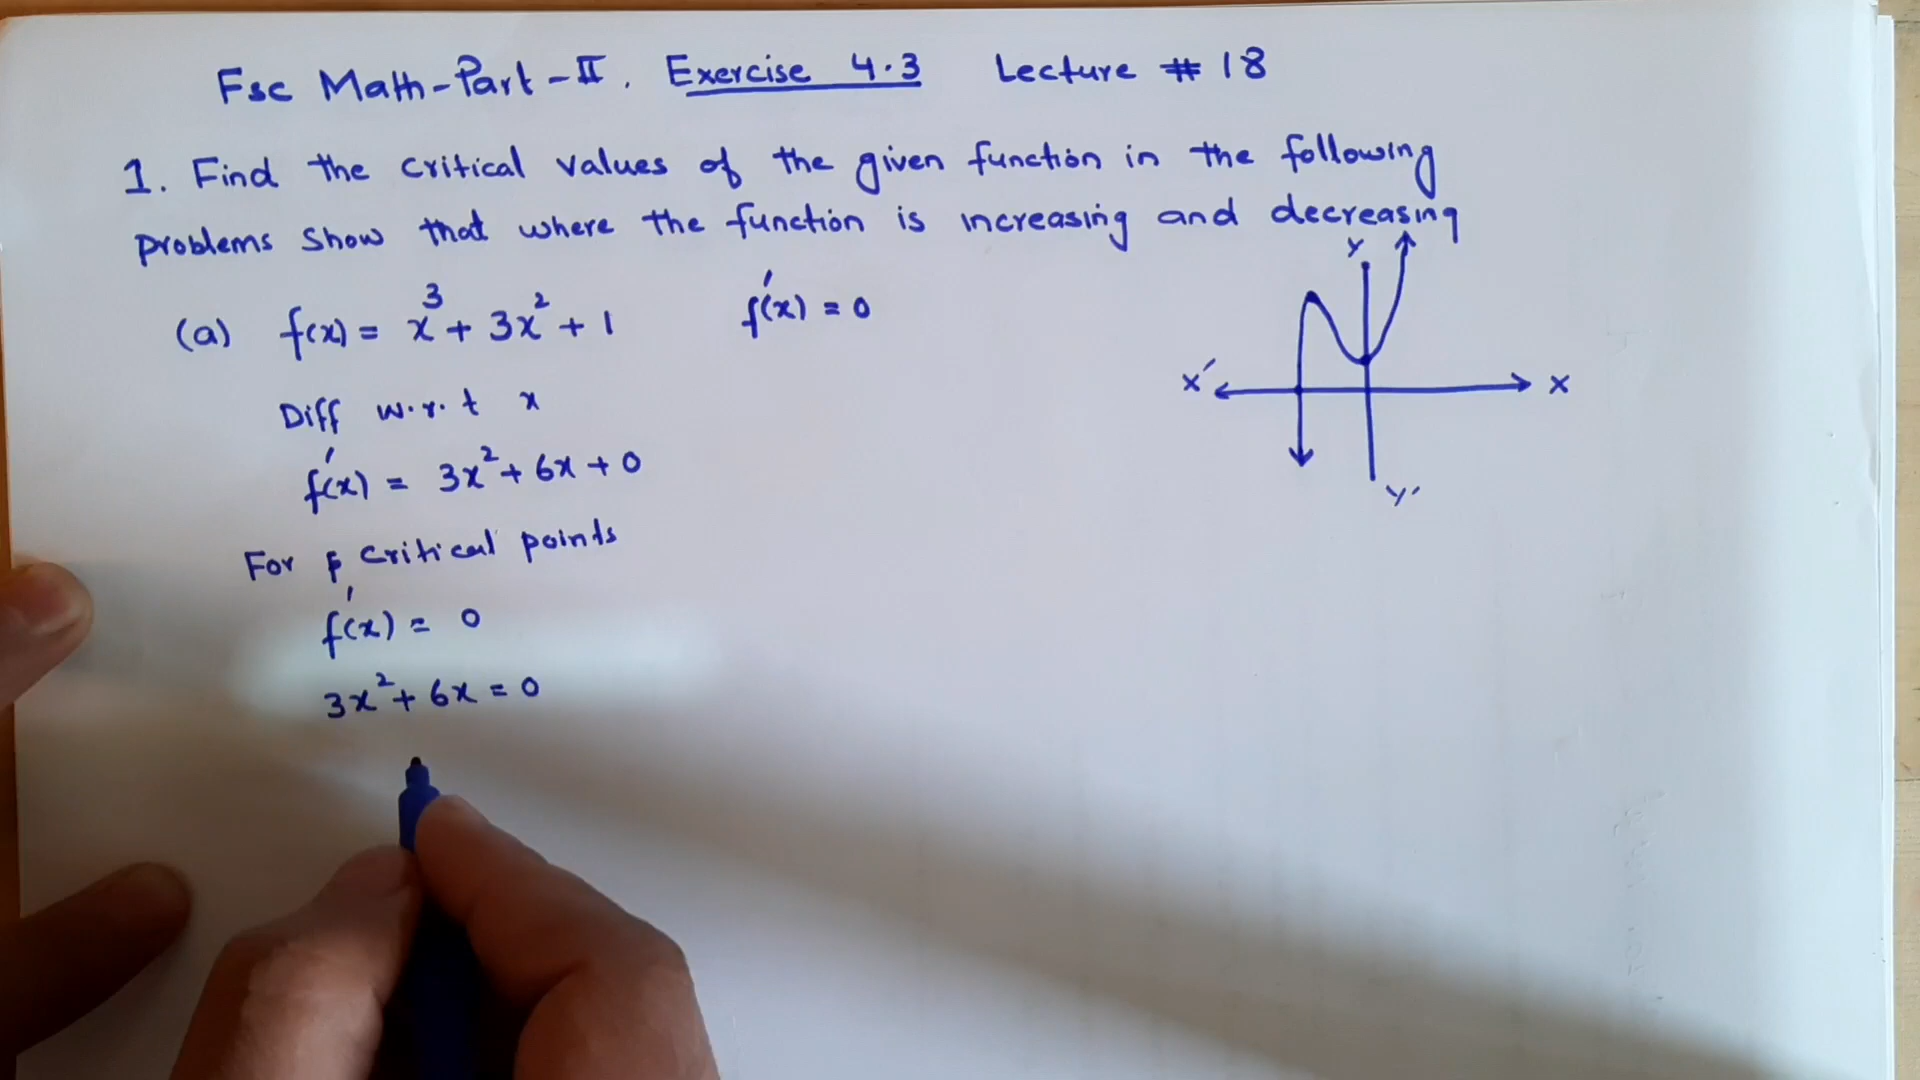 Fsc Math-Part-II. Exercise 4.3 Lecture # 18
1. Find the critical values of the given function in the following
problems show that where the function is increasing and decreasing
(a) f(x) = x³ + 3x² + 1 f'(x) = 0
Diff w.r.t x
f'(x) = 3x² + 6x + 0
For critical points
f'(x) = 0
3x² + 6x = 0
Y
X' X
Y'